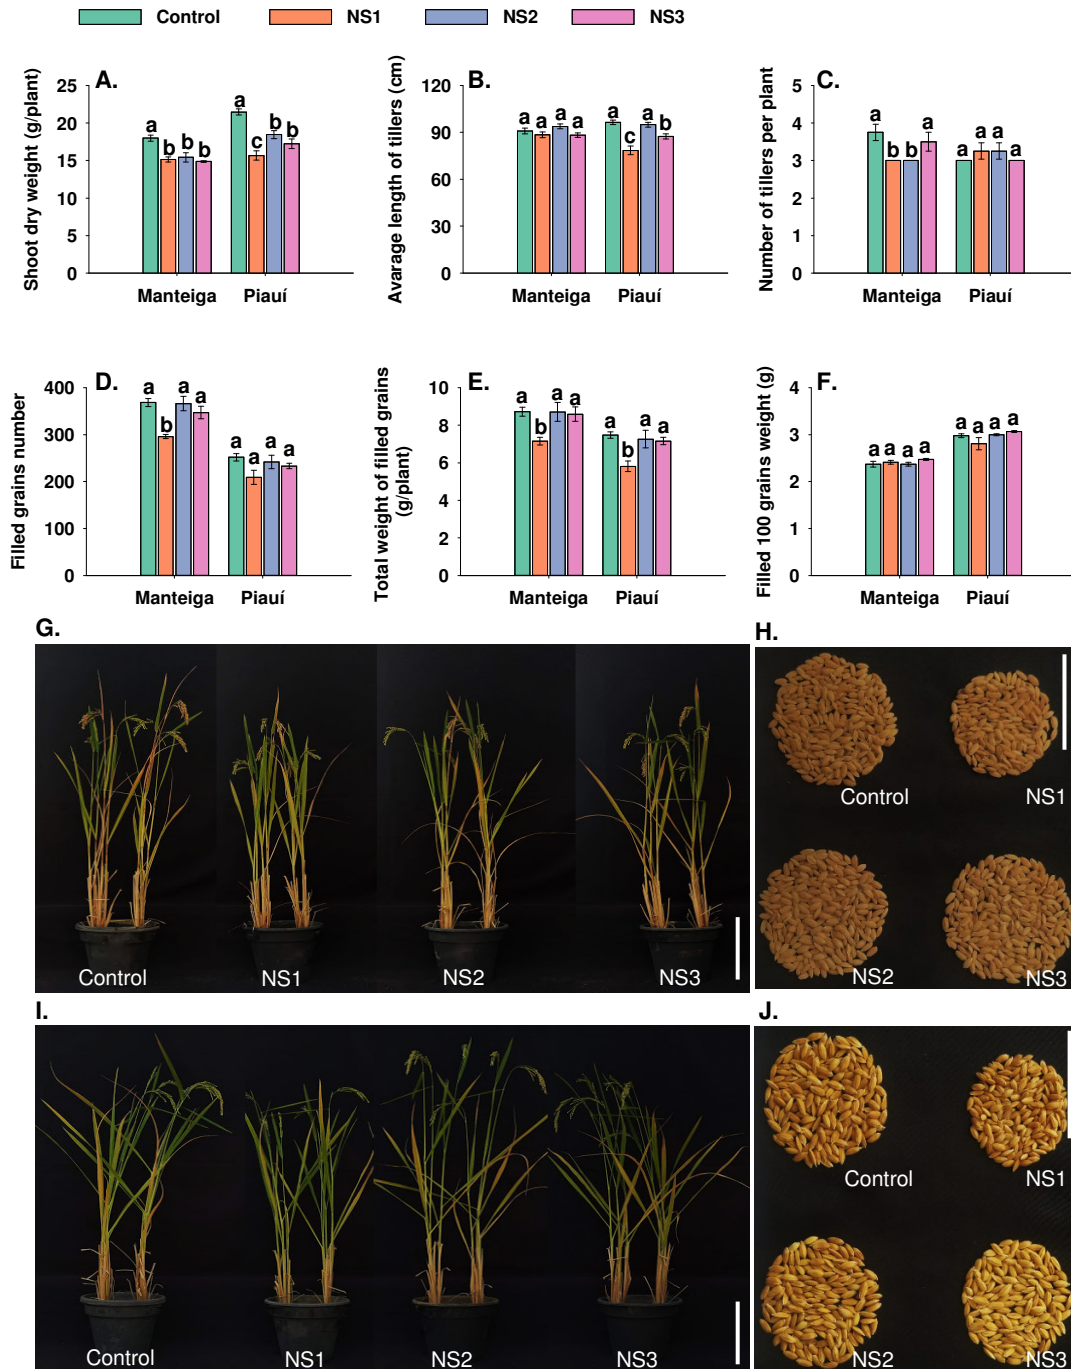 Control NS1 NS2 NS3
A.
Shoot dry weight (g/plant)
25
20
15
10
5
0
a b b b a c b b
Manteiga Piauí
B.
Avarage length of tillers (cm)
120
90
60
30
0
a a a a a c a b
Manteiga Piauí
C.
Number of tillers per plant
5
4
3
2
1
0
a b b a a a a a
Manteiga Piauí
D.
Filled grains number
400
300
200
100
0
a b a a a a a a
Manteiga Piauí
E.
Total weight of filled grains
(g/plant)
10
8
6
4
2
0
a b a a a b a a
Manteiga Piauí
F.
Filled 100 grains weight (g)
4
3
2
1
0
a a a a a a a a
Manteiga Piauí
G.
Control NS1 NS2 NS3
H.
Control NS1
NS2 NS3
I.
Control NS1 NS2 NS3
J.
Control NS1
NS2 NS3